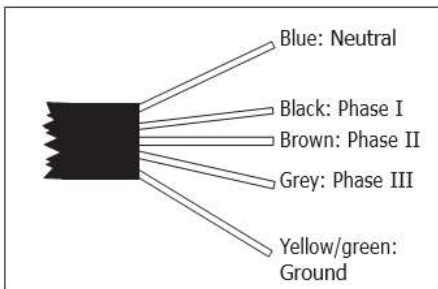 Blue: Neutral
Black: Phase I
Brown: Phase II
Grey: Phase III
Yellow/green:
Ground